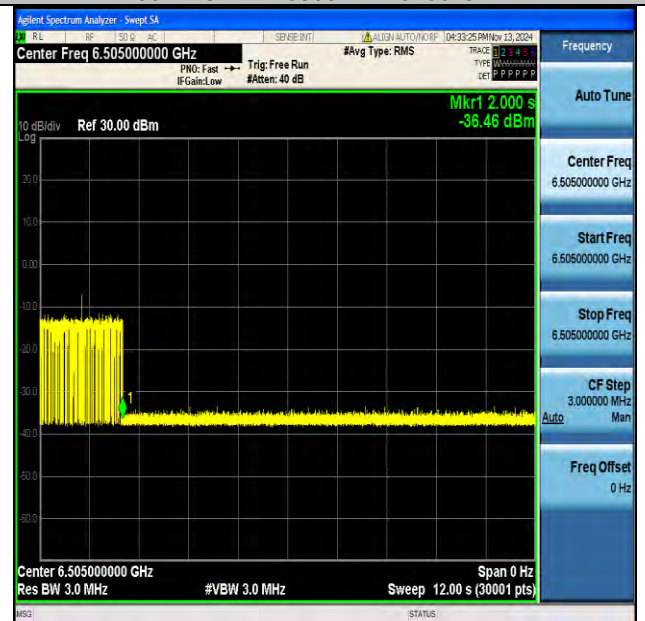 Agilent Spectrum Analyzer - Swept SA
RL RF 50 Ω AC SENSE:INT ALIGN AUTO/NO RF 04:33:25 PM Nov 13, 2024
Center Freq 6.505000000 GHz #Avg Type: RMS TRACE 1 2 3 4 5 6
PNO: Fast Trig: Free Run TYPE
IFGain:Low #Atten: 40 dB DET P P P P P P
Mkr1 2.000 s
10 dB/div Ref 30.00 dBm -36.46 dBm
Log
20.0
10.0
0.00
-10.0
-20.0
-30.0
1
-40.0
-50.0
-60.0
Center 6.505000000 GHz Span 0 Hz
Res BW 3.0 MHz #VBW 3.0 MHz Sweep 12.00 s (30001 pts)
MSG STATUS
Frequency
Auto Tune
Center Freq
6.505000000 GHz
Start Freq
6.505000000 GHz
Stop Freq
6.505000000 GHz
CF Step
3.000000 MHz
Auto Man
Freq Offset
0 Hz